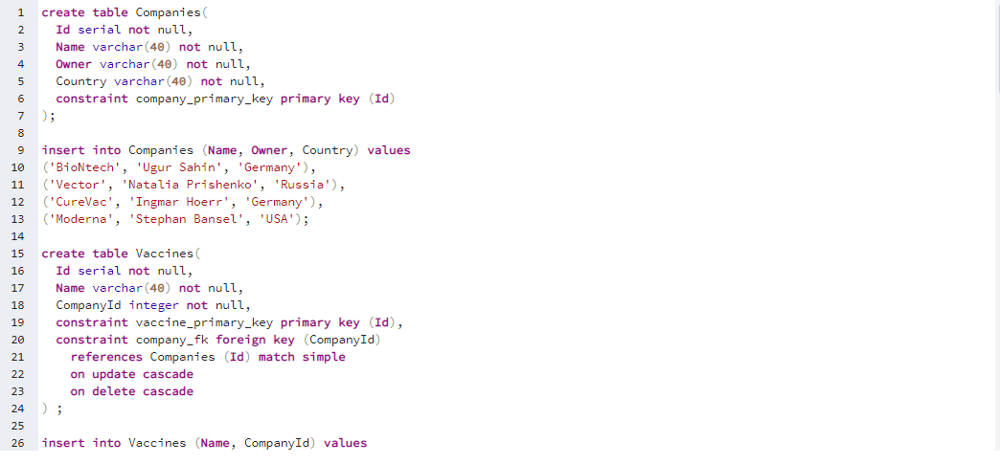 1 create table Companies(
2 Id serial not null,
3 Name varchar(40) not null,
4 Owner varchar(40) not null,
5 Country varchar(40) not null,
6 constraint company_primary_key primary key (Id)
7 );
8
9 insert into Companies (Name, Owner, Country) values
10 ('BioNtech', 'Ugur Sahin', 'Germany'),
11 ('Vector', 'Natalia Prishenko', 'Russia'),
12 ('CureVac', 'Ingmar Hoerr', 'Germany'),
13 ('Moderna', 'Stephan Bansel', 'USA');
14
15 create table Vaccines(
16 Id serial not null,
17 Name varchar(40) not null,
18 CompanyId integer not null,
19 constraint vaccine_primary_key primary key (Id),
20 constraint company_fk foreign key (CompanyId)
21 references Companies (Id) match simple
22 on update cascade
23 on delete cascade
24 ) ;
25
26 insert into Vaccines (Name, CompanyId) values